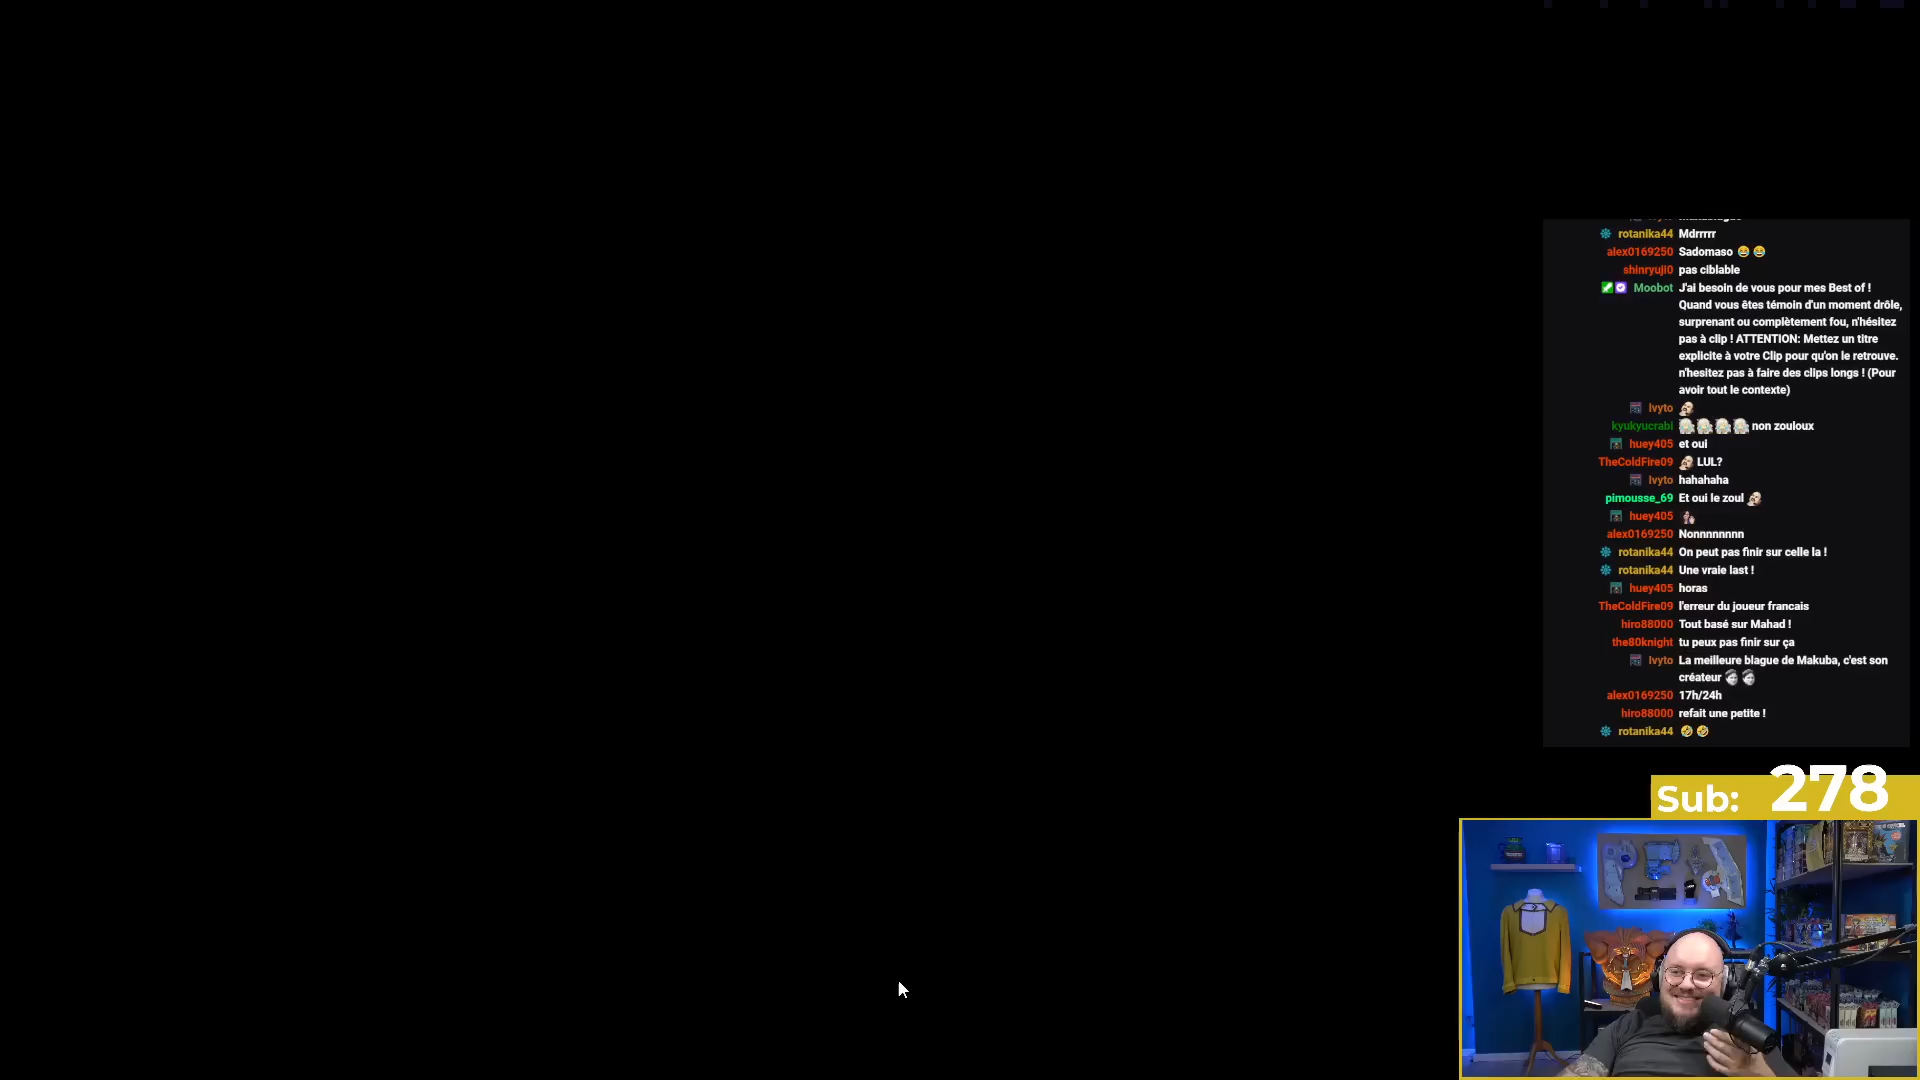 rotanika44 Mdrrrrr
alex0169250 Sadomaso 😂 😂
shinryuji0 pas ciblable
Moobot J'ai besoin de vous pour mes Best of !
Quand vous êtes témoin d'un moment drôle,
surprenant ou complètement fou, n'hésitez
pas à clip ! ATTENTION: Mettez un titre
explicite à votre Clip pour qu'on le retrouve.
n'hesitez pas à faire des clips longs ! (Pour
avoir tout le contexte)
Ivyto
kyukyucrabi non zouloux
huey405 et oui
TheColdFire09 LUL?
Ivyto hahahaha
pimousse_69 Et oui le zoul
huey405
alex0169250 Nonnnnnnnn
rotanika44 On peut pas finir sur celle la !
rotanika44 Une vraie last !
huey405 horas
TheColdFire09 l'erreur du joueur francais
hiro88000 Tout basé sur Mahad !
the80knight tu peux pas finir sur ça
Ivyto La meilleure blague de Makuba, c'est son
créateur
alex0169250 17h/24h
hiro88000 refait une petite !
rotanika44 🤣 🤣
Sub: 278